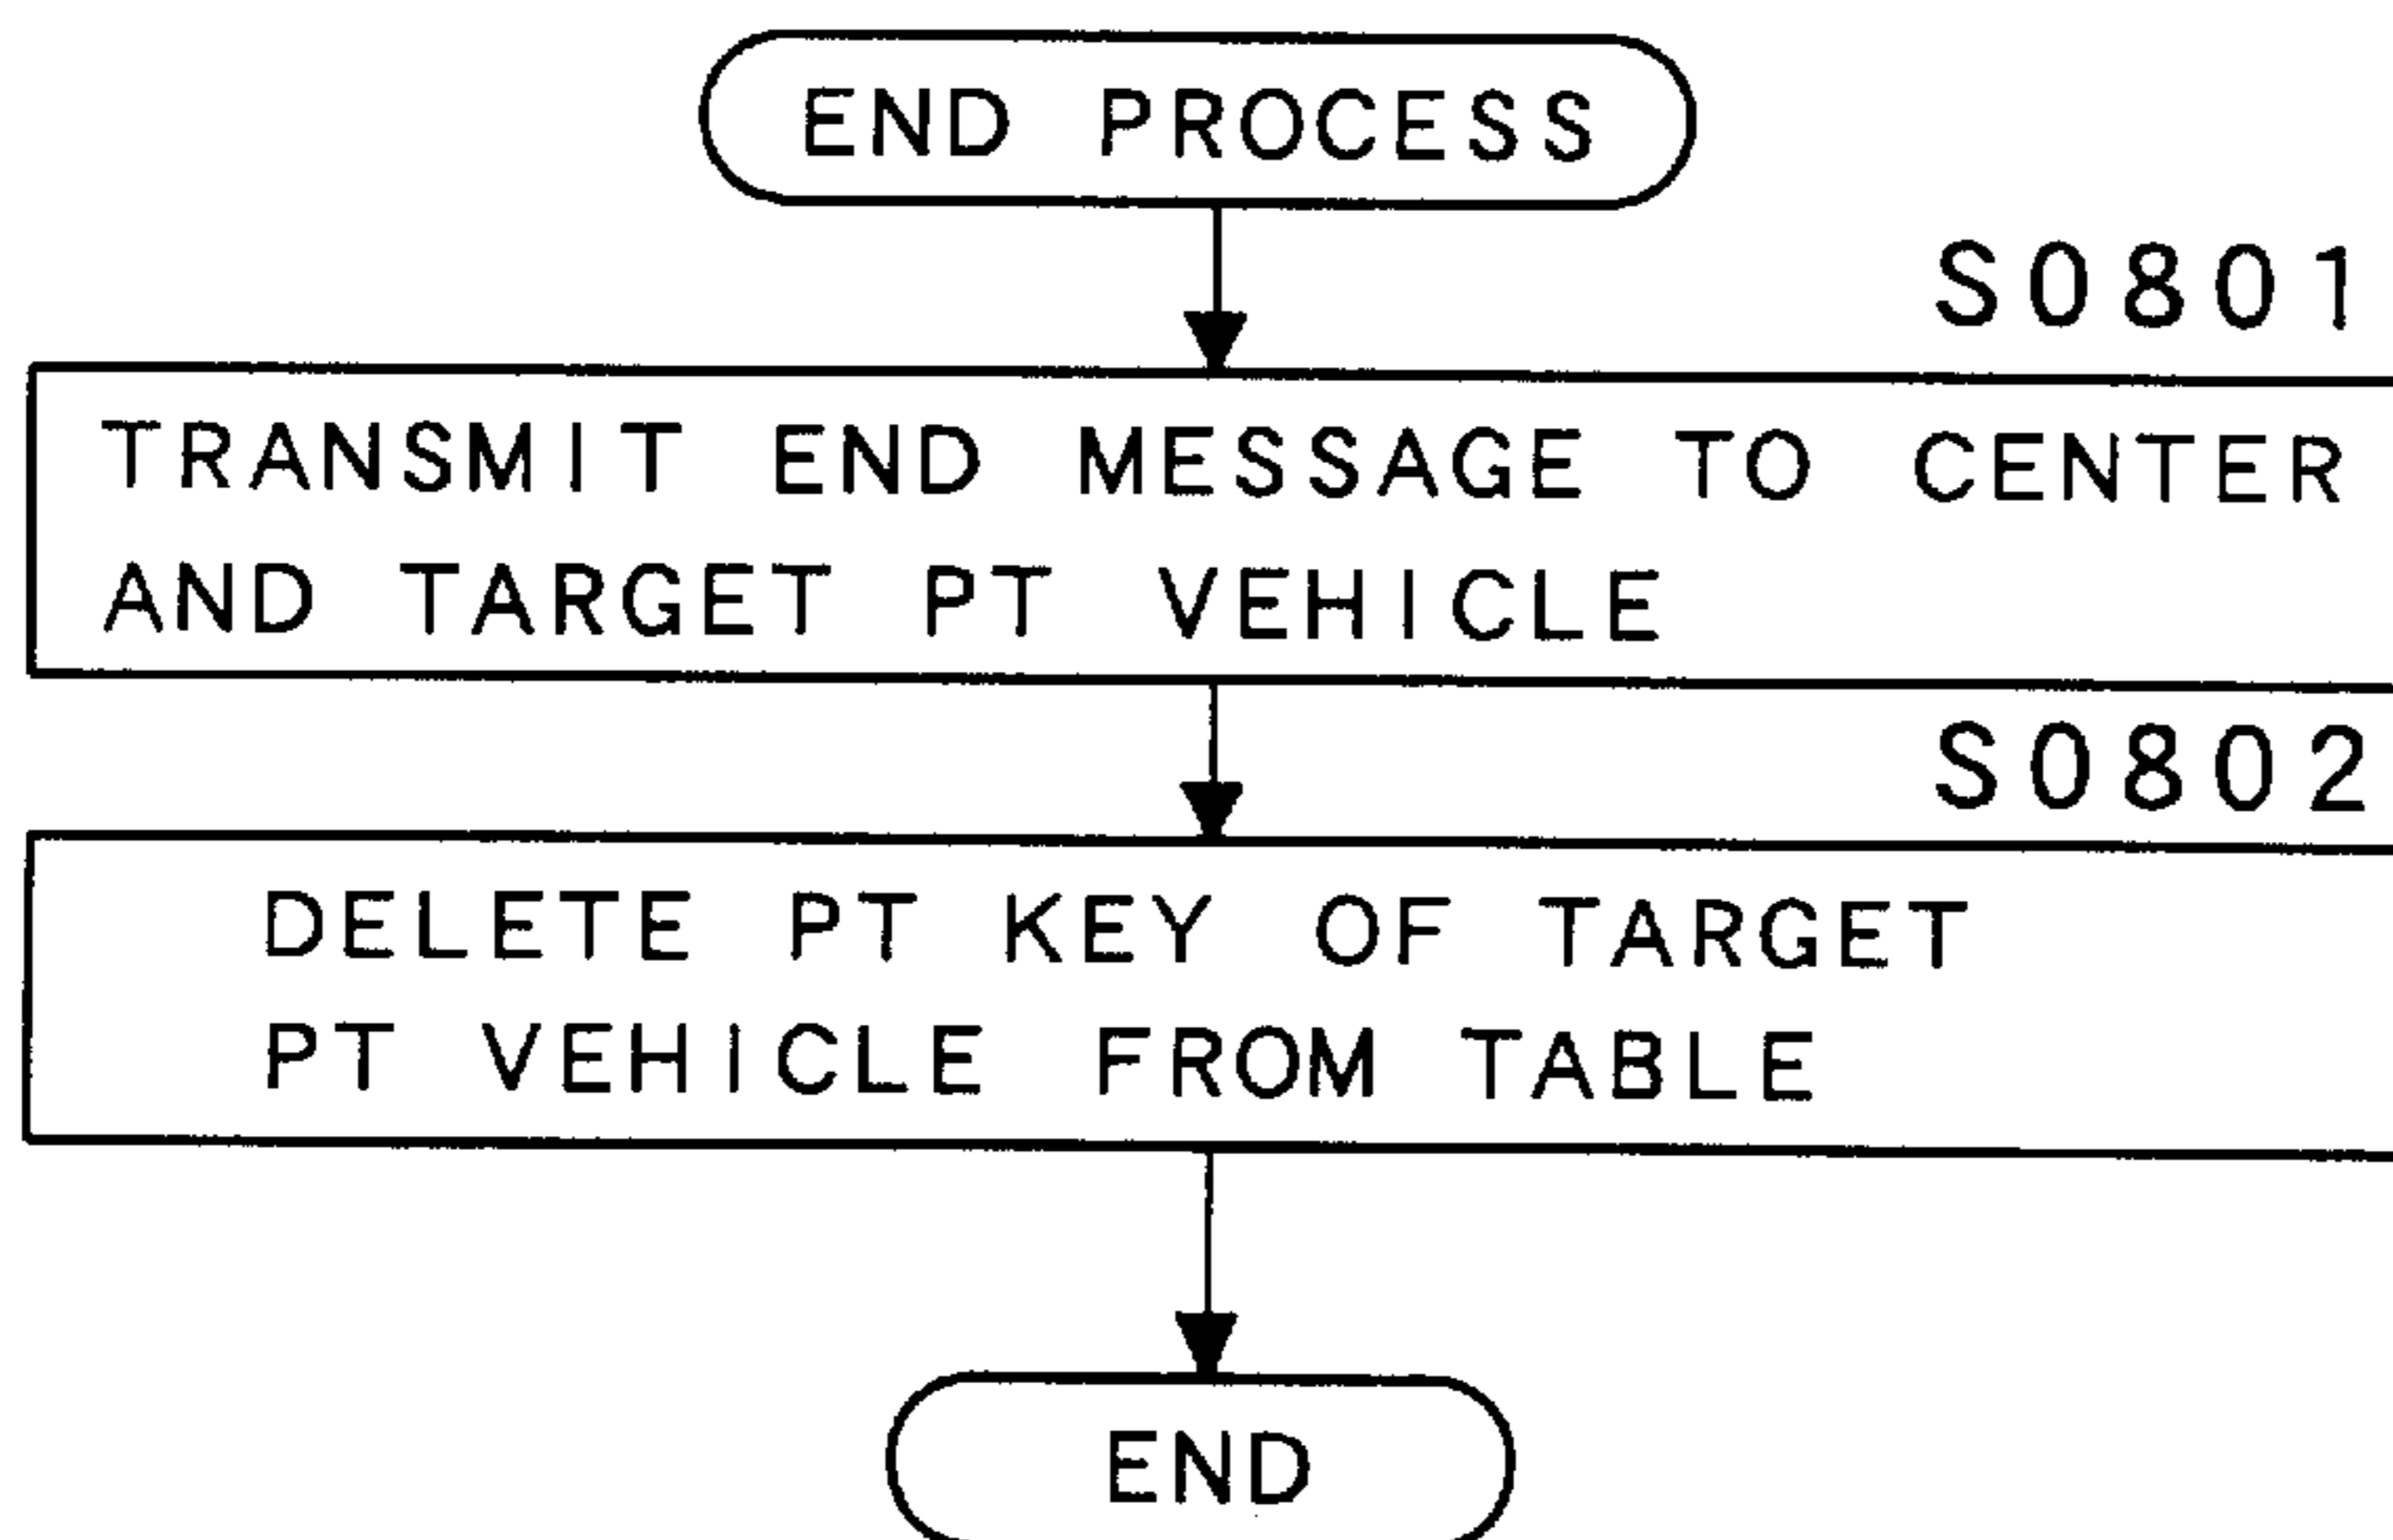 END PROCESS
S0801
TRANSMIT END MESSAGE TO CENTER
AND TARGET PT VEHICLE
S0802
DELETE PT KEY OF TARGET
PT VEHICLE FROM TABLE
END